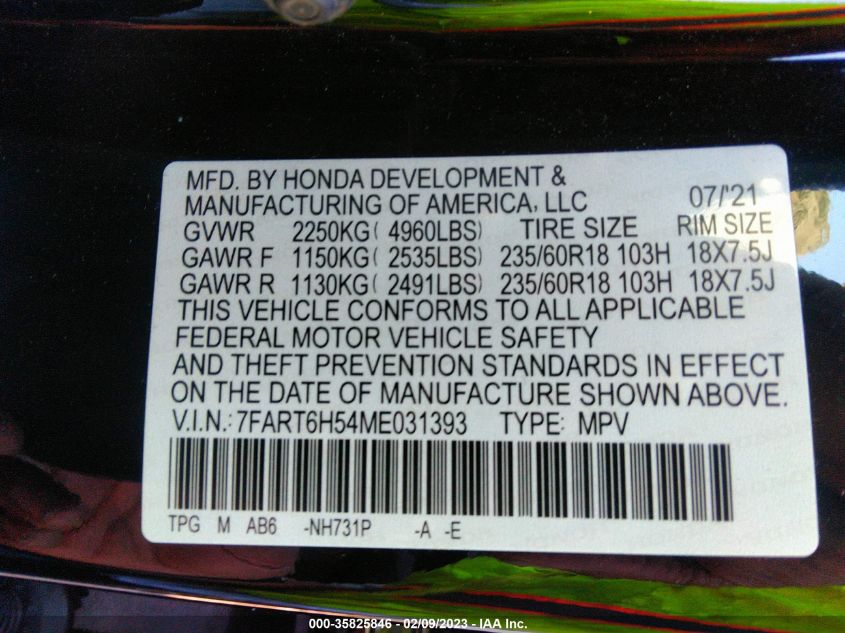 MFD. BY HONDA DEVELOPMENT &
MANUFACTURING OF AMERICA, LLC 07/'21
GVWR 2250KG( 4960LBS) TIRE SIZE RIM SIZE
GAWR F 1150KG( 2535LBS) 235/60R18 103H 18X7.5J
GAWR R 1130KG( 2491LBS) 235/60R18 103H 18X7.5J
THIS VEHICLE CONFORMS TO ALL APPLICABLE
FEDERAL MOTOR VEHICLE SAFETY
AND THEFT PREVENTION STANDARDS IN EFFECT
ON THE DATE OF MANUFACTURE SHOWN ABOVE.
V.I.N.: 7FART6H54ME031393 TYPE: MPV
TPG M AB6 -NH731P -A -E
000-35825846 - 02/09/2023 - IAA Inc.